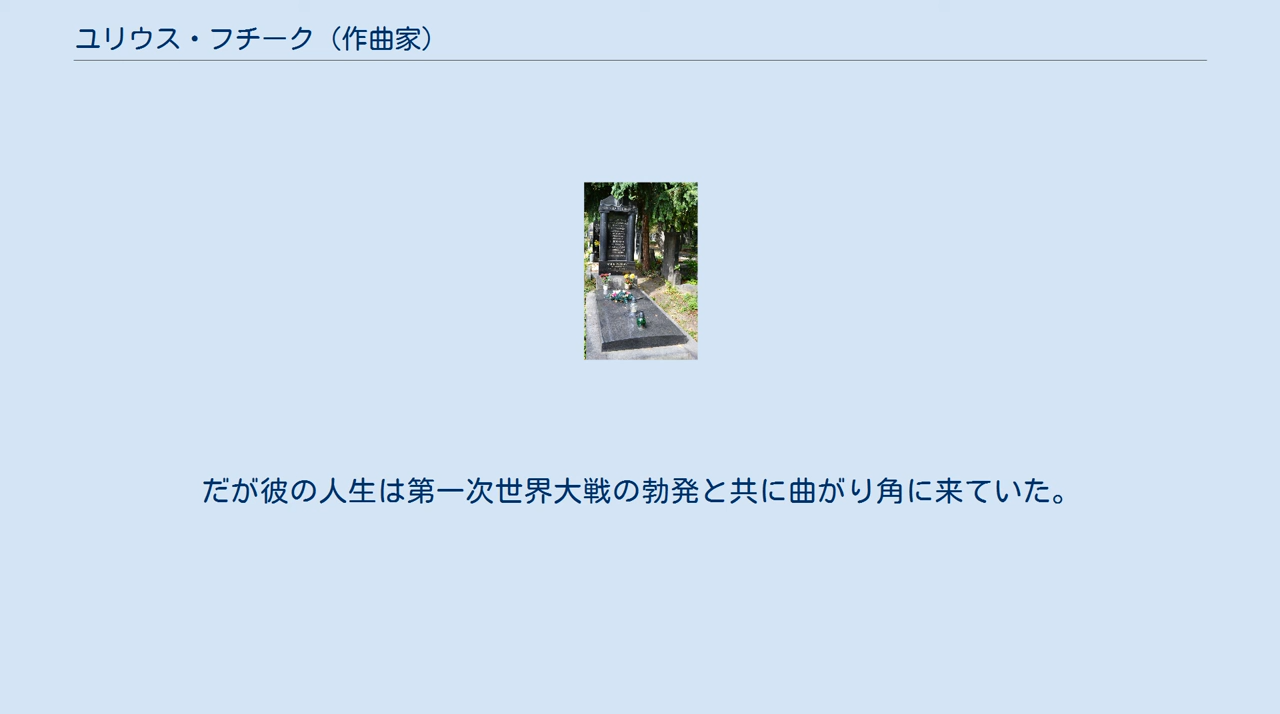 ユリウス・フチーク（作曲家）
だが彼の人生は第一次世界大戦の勃発と共に曲がり角に来ていた。